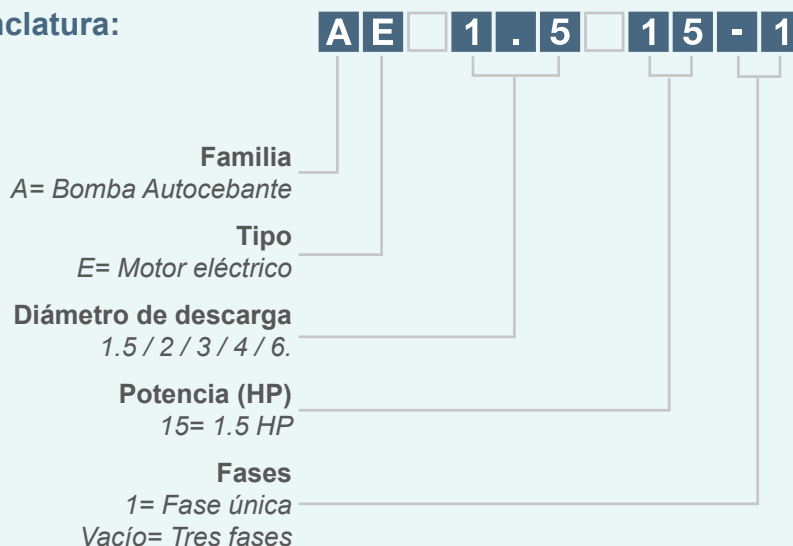 nclatura:
A E 1 . 5 1 5 - 1
Familia
A= Bomba Autocebante
Tipo
E= Motor eléctrico
Diámetro de descarga
1.5 / 2 / 3 / 4 / 6.
Potencia (HP)
15= 1.5 HP
Fases
1= Fase única
Vacío= Tres fases